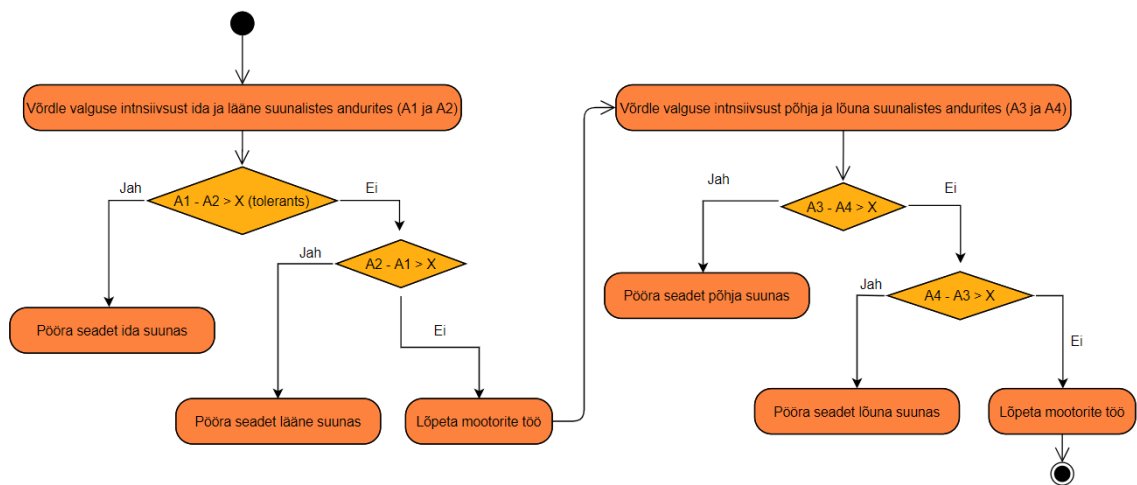 Võrdle valguse intnsiivsust ida ja lääne suunalistes andurites (A1 ja A2)
Jah
A1 - A2 > X (tolerants)
Ei
Jah
A2 - A1 > X
Pööra seadet ida suunas
Ei
Pööra seadet lääne suunas
Lõpeta mootorite töö
Võrdle valguse intnsiivsust põhja ja lõuna suunalistes andurites (A3 ja A4)
Jah
A3 - A4 > X
Ei
Pööra seadet põhja suunas
Jah
A4 - A3 > X
Ei
Pööra seadet lõuna suunas
Lõpeta mootorite töö